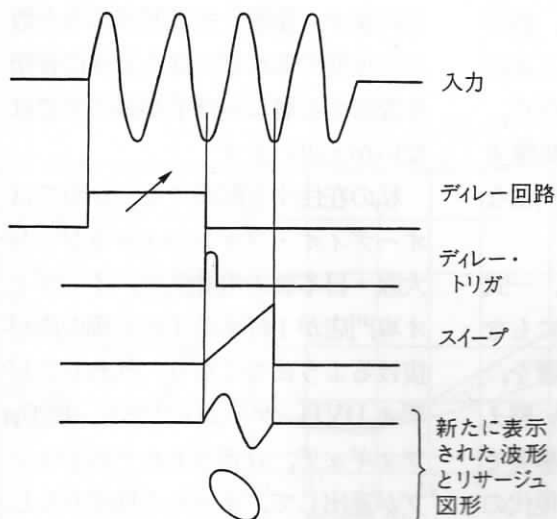 入力
ディレー回路
ディレー・
トリガ
スイープ
新たに表示
された波形
とリサージュ
図形